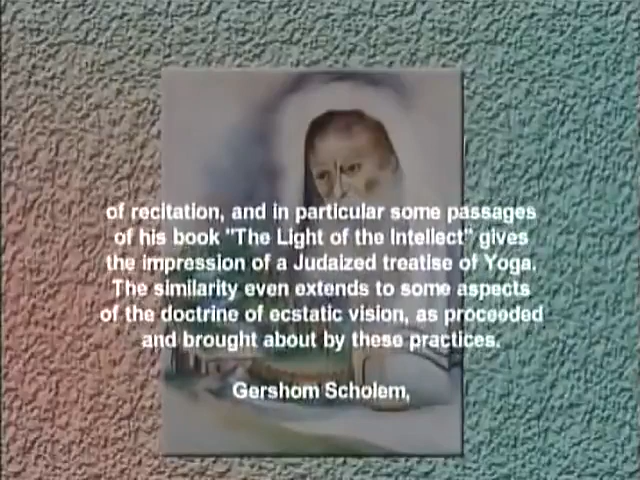 of recitation, and in particular some passages
of his book "The Light of the Intellect" gives
the impression of a Judaized treatise of Yoga.
The similarity even extends to some aspects
of the doctrine of ecstatic vision, as proceeded
and brought about by these practices.
Gershom Scholem,